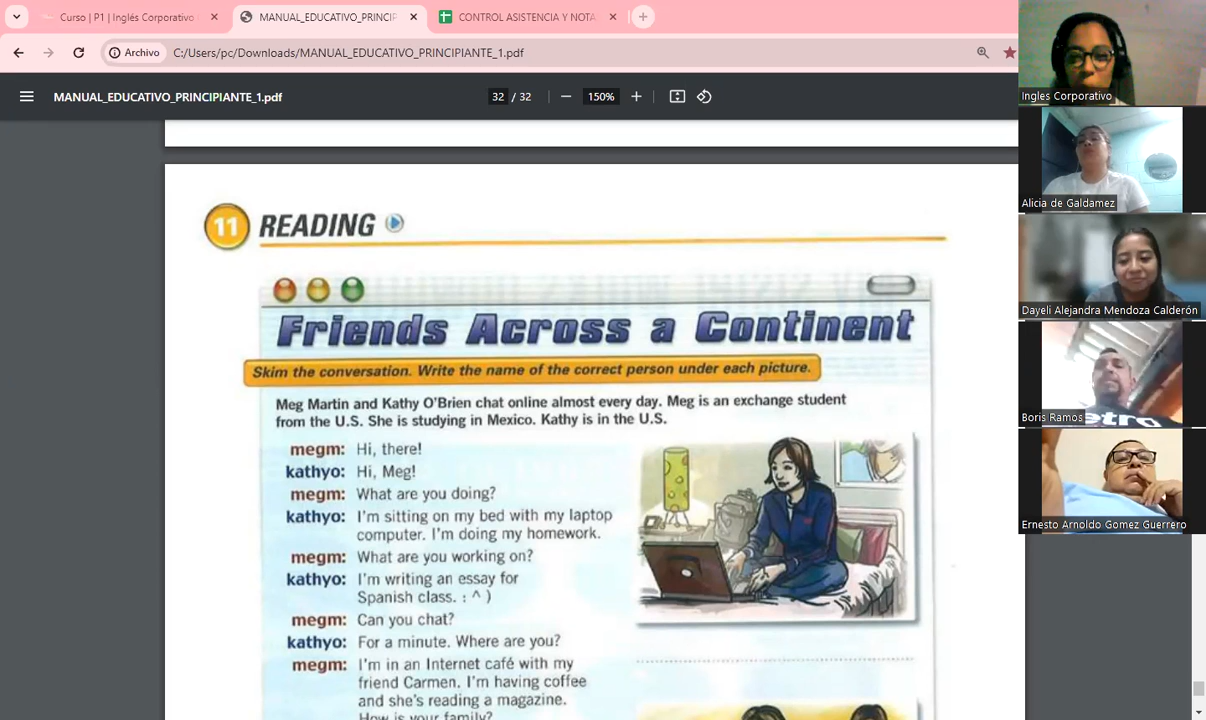 Curso | P1 | Inglés Corporativo
MANUAL_EDUCATIVO_PRINCIP
CONTROL ASISTENCIA Y NOTA
Archivo
C:/Users/pc/Downloads/MANUAL_EDUCATIVO_PRINCIPIANTE_1.pdf
MANUAL_EDUCATIVO_PRINCIPIANTE_1.pdf
32 / 32
150%
Ingles Corporativo
Alicia de Galdamez
Dayeli Alejandra Mendoza Calderón
Boris Ramos
Ernesto Arnoldo Gomez Guerrero
11 READING
Friends Across a Continent
Skim the conversation. Write the name of the correct person under each picture.
Meg Martin and Kathy O'Brien chat online almost every day. Meg is an exchange student
from the U.S. She is studying in Mexico. Kathy is in the U.S.
megm: Hi, there!
kathyo: Hi, Meg!
megm: What are you doing?
kathyo: I'm sitting on my bed with my laptop
computer. I'm doing my homework.
megm: What are you working on?
kathyo: I'm writing an essay for
Spanish class. : ^ )
megm: Can you chat?
kathyo: For a minute. Where are you?
megm: I'm in an Internet café with my
friend Carmen. I'm having coffee
and she's reading a magazine.
How is your family?